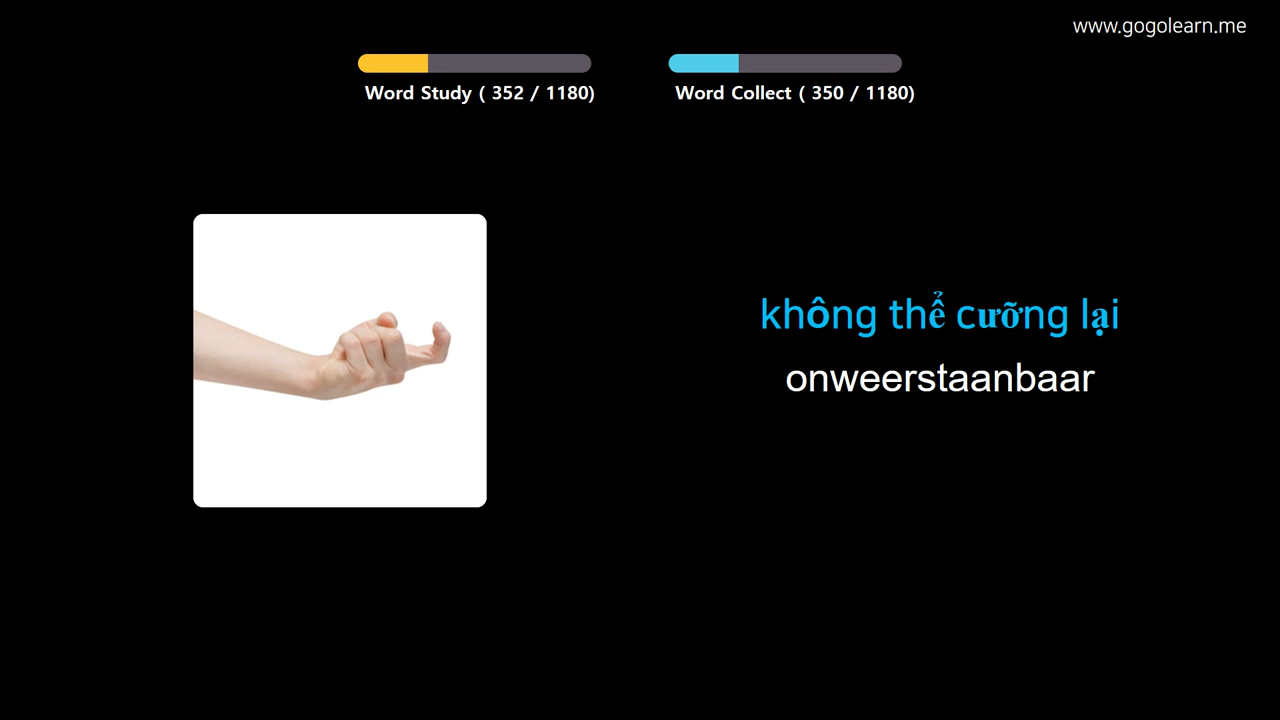 www.gogolearn.me
Word Study ( 352 / 1180)
Word Collect ( 350 / 1180)
không thể cưỡng lại
onweerstaanbaar